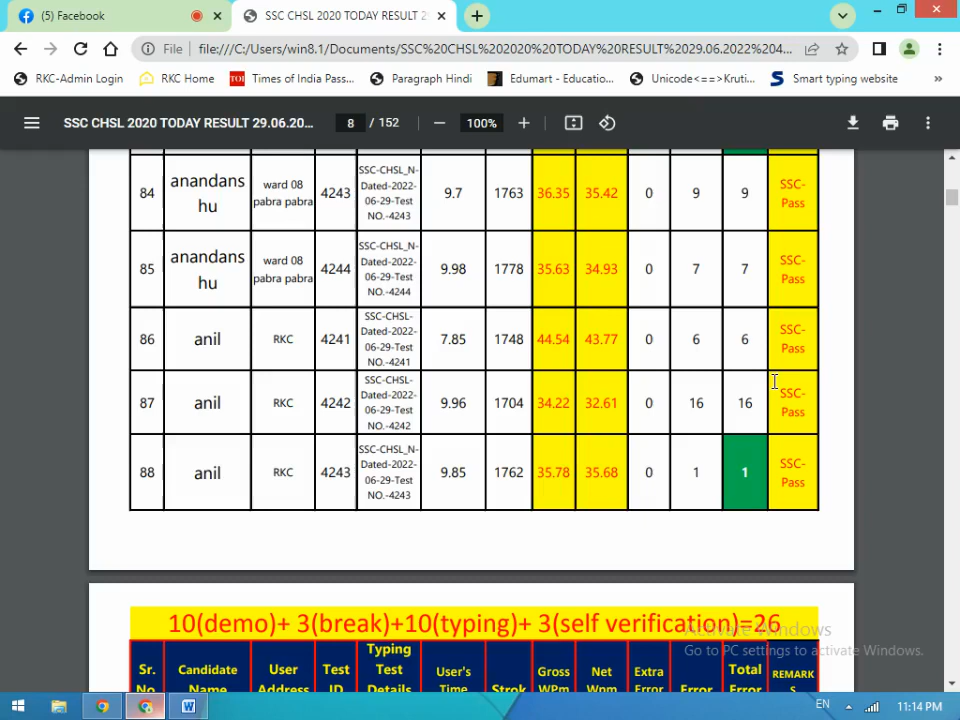 (5) Facebook
SSC CHSL 2020 TODAY RESULT 2
File
file:///C:/Users/win8.1/Documents/SSC%20CHSL%202020%20TODAY%20RESULT%2029.06.2022%204...
RKC-Admin Login
RKC Home
TOI
Times of India Pass...
Paragraph Hindi
Edumart - Educatio...
Unicode<==>Kruti...
Smart typing website
»
SSC CHSL 2020 TODAY RESULT 29.06.20...
8 / 152
100%
84 anandanshu ward 08 pabra pabra 4243 SSC-CHSL_N-Dated-2022-06-29-Test NO.-4243 9.7 1763 36.35 35.42 0 9 9 SSC-Pass
85 anandanshu ward 08 pabra pabra 4244 SSC-CHSL_N-Dated-2022-06-29-Test NO.-4244 9.98 1778 35.63 34.93 0 7 7 SSC-Pass
86 anil RKC 4241 SSC-CHSL-Dated-2022-06-29-Test NO.-4241 7.85 1748 44.54 43.77 0 6 6 SSC-Pass
87 anil RKC 4242 SSC-CHSL-Dated-2022-06-29-Test NO.-4242 9.96 1704 34.22 32.61 0 16 16 SSC-Pass
88 anil RKC 4243 SSC-CHSL_N-Dated-2022-06-29-Test NO.-4243 9.85 1762 35.78 35.68 0 1 1 SSC-Pass
10(demo)+ 3(break)+10(typing)+ 3(self verification)=26
Sr. No. Candidate Name User Address Test ID Typing Test Details User's Time Strok Gross WPm Net Wpm Extra Error Error Total Error REMARKS
Activate Windows
Go to PC settings to activate Windows.
EN
11:14 PM